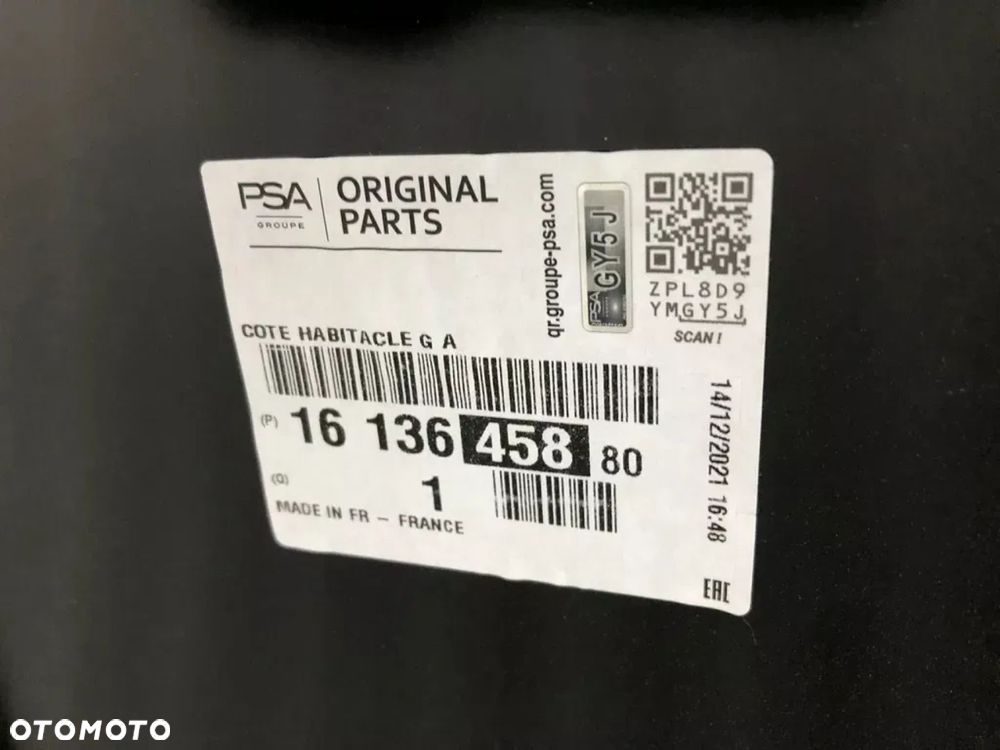 PSA
GROUPE
ORIGINAL
PARTS
qr.groupe-psa.com
PSA
GY5J
ZPL8D9
YMGY5J
SCAN!
COTE HABITACLE G A
(P) 16 136 458 80
(Q) 1
MADE IN FR - FRANCE
14/12/2021 16:48
EAC
OTOMOTO